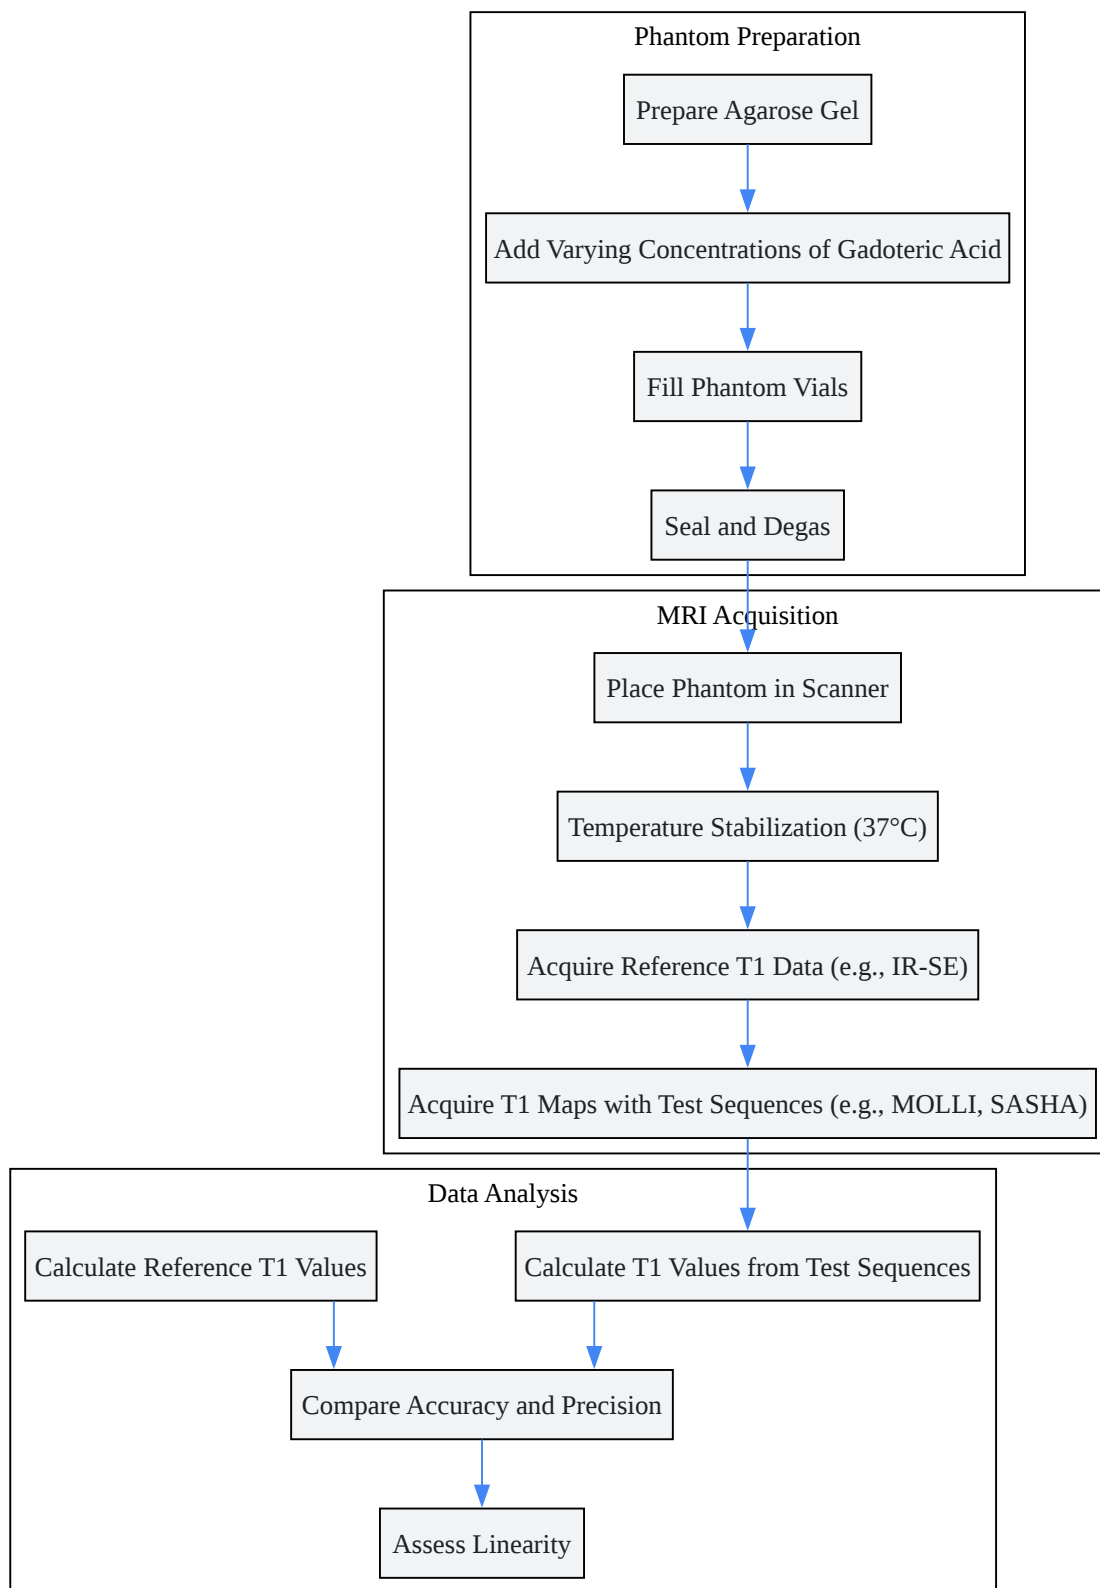 Phantom Preparation
Prepare Agarose Gel
Add Varying Concentrations of Gadoteric Acid
Fill Phantom Vials
Seal and Degas
MRI Acquisition
Place Phantom in Scanner
Temperature Stabilization (37°C)
Acquire Reference T1 Data (e.g., IR-SE)
Acquire T1 Maps with Test Sequences (e.g., MOLLI, SASHA)
Data Analysis
Calculate Reference T1 Values
Calculate T1 Values from Test Sequences
Compare Accuracy and Precision
Assess Linearity